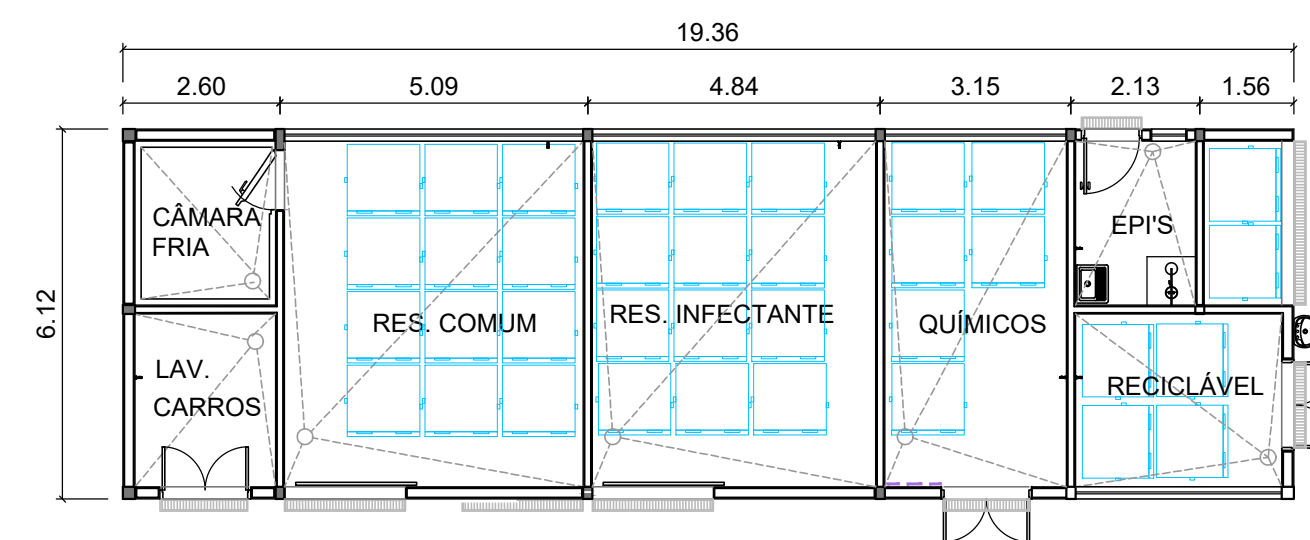 19.36
2.60 5.09 4.84 3.15 2.13 1.56
6.12
CÂMARA
FRIA
EPI'S
RES. COMUM
RES. INFECTANTE
QUÍMICOS
LAV.
CARROS
RECICLÁVEL